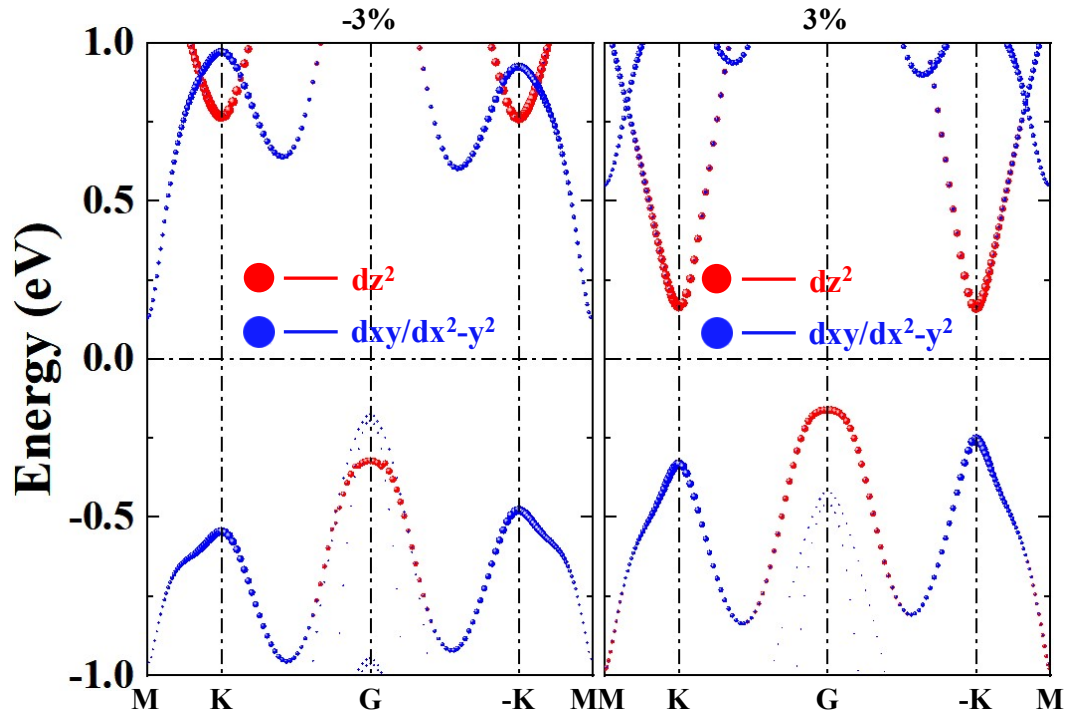 -3%
3%
Energy (eV)
1.0
0.5
0.0
-0.5
-1.0
dz²
dxy/dx²-y²
dz²
dxy/dx²-y²
M K G -K M
M K G -K M